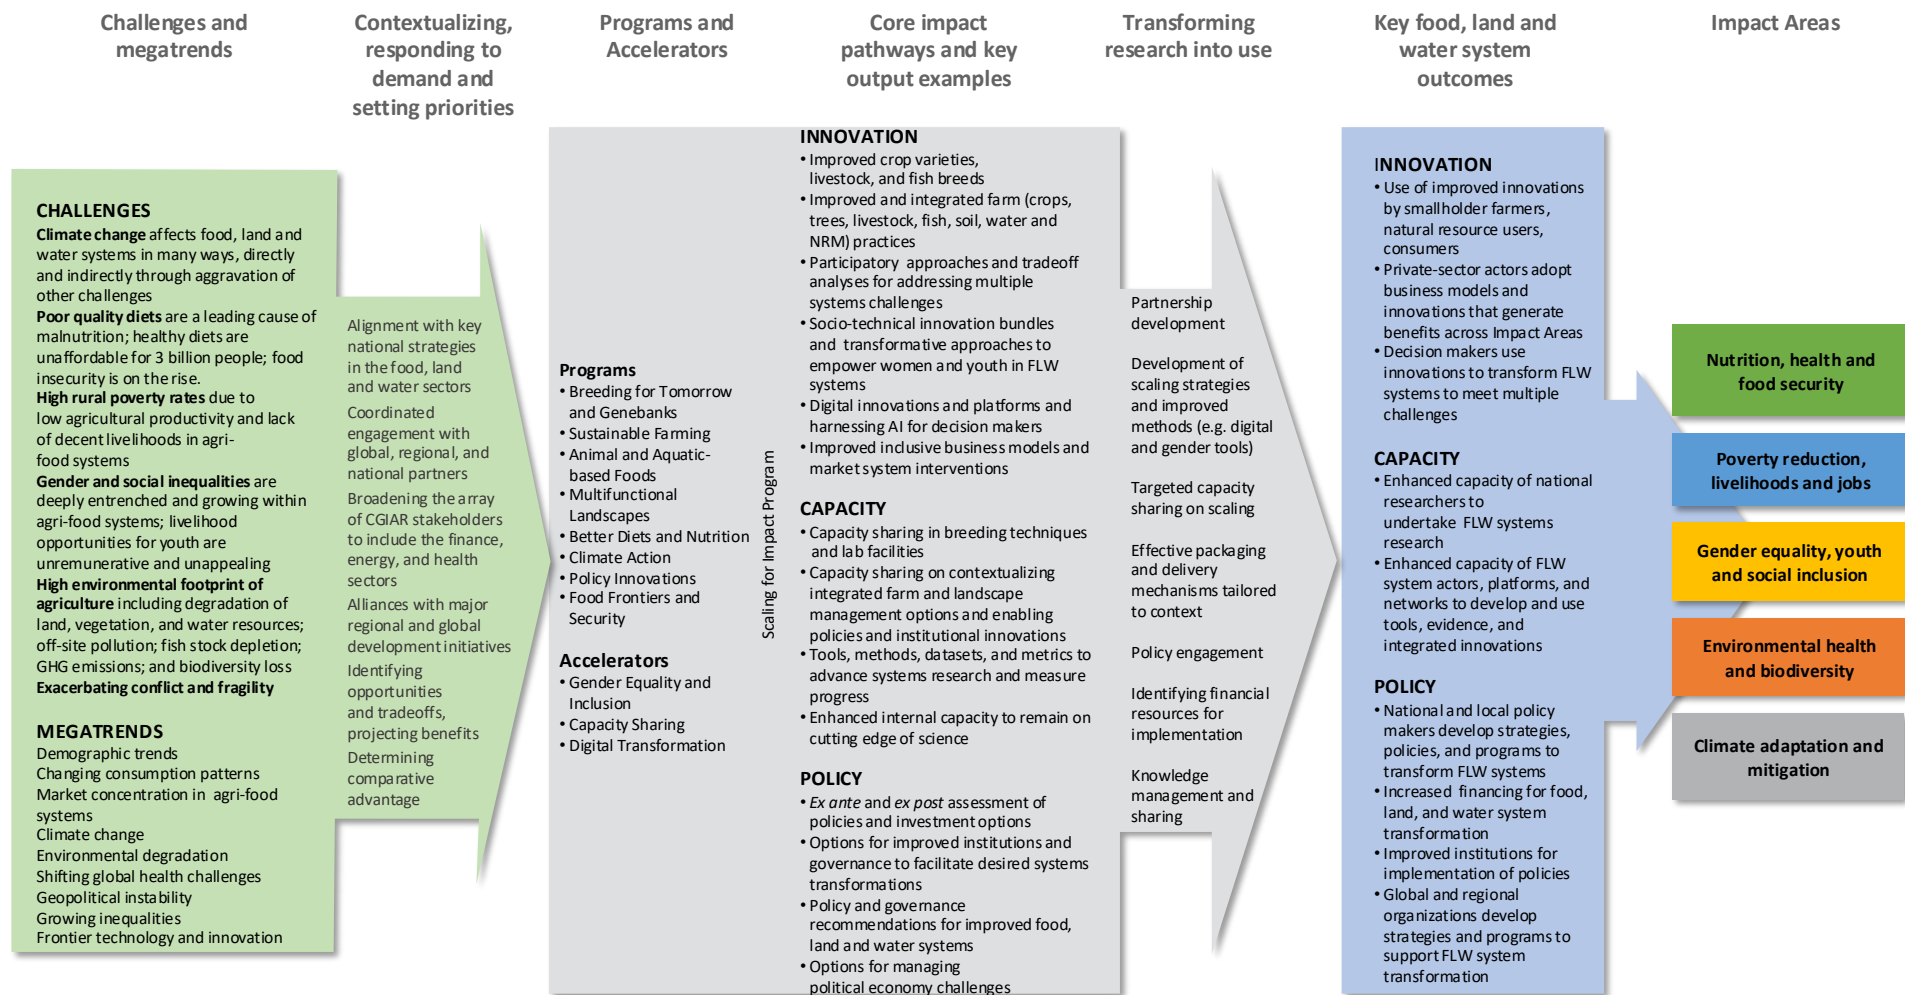 Challenges and
megatrends
Contextualizing,
responding to
demand and
setting priorities
Programs and
Accelerators
Core impact
pathways and key
output examples
Transforming
research into use
Key food, land and
water system
outcomes
Impact Areas
CHALLENGES
Climate change affects food, land and
water systems in many ways, directly
and indirectly through aggravation of
other challenges
Poor quality diets are a leading cause of
malnutrition; healthy diets are
unaffordable for 3 billion people; food
insecurity is on the rise.
High rural poverty rates due to
low agricultural productivity and lack
of decent livelihoods in agri-
food systems
Gender and social inequalities are
deeply entrenched and growing within
agri-food systems; livelihood
opportunities for youth are
unremunerative and unappealing
High environmental footprint of
agriculture including degradation of
land, vegetation, and water resources;
off-site pollution; fish stock depletion;
GHG emissions; and biodiversity loss
Exacerbating conflict and fragility
MEGATRENDS
Demographic trends
Changing consumption patterns
Market concentration in agri-food
systems
Climate change
Environmental degradation
Shifting global health challenges
Geopolitical instability
Growing inequalities
Frontier technology and innovation
Alignment with key
national strategies
in the food, land
and water sectors
Coordinated
engagement with
global, regional, and
national partners
Broadening the array
of CGIAR stakeholders
to include the finance,
energy, and health
sectors
Alliances with major
regional and global
development initiatives
Identifying
opportunities
and tradeoffs,
projecting benefits
Determining
comparative
advantage
Programs
• Breeding for Tomorrow
and Genebanks
• Sustainable Farming
• Animal and Aquatic-
based Foods
• Multifunctional
Landscapes
• Better Diets and Nutrition
• Climate Action
• Policy Innovations
• Food Frontiers and
Security
Accelerators
• Gender Equality and
Inclusion
• Capacity Sharing
• Digital Transformation
Scaling for Impact Program
INNOVATION
• Improved crop varieties,
livestock, and fish breeds
• Improved and integrated farm (crops,
trees, livestock, fish, soil, water and
NRM) practices
• Participatory approaches and tradeoff
analyses for addressing multiple
systems challenges
• Socio-technical innovation bundles
and transformative approaches to
empower women and youth in FLW
systems
• Digital innovations and platforms and
harnessing AI for decision makers
• Improved inclusive business models and
market system interventions
CAPACITY
• Capacity sharing in breeding techniques
and lab facilities
• Capacity sharing on contextualizing
integrated farm and landscape
management options and enabling
policies and institutional innovations
• Tools, methods, datasets, and metrics to
advance systems research and measure
progress
• Enhanced internal capacity to remain on
cutting edge of science
POLICY
• Ex ante and ex post assessment of
policies and investment options
• Options for improved institutions and
governance to facilitate desired systems
transformations
• Policy and governance
recommendations for improved food,
land and water systems
• Options for managing
political economy challenges
Partnership
development
Development of
scaling strategies
and improved
methods (e.g. digital
and gender tools)
Targeted capacity
sharing on scaling
Effective packaging
and delivery
mechanisms tailored
to context
Policy engagement
Identifying financial
resources for
implementation
Knowledge
management and
sharing
INNOVATION
• Use of improved innovations
by smallholder farmers,
natural resource users,
consumers
• Private-sector actors adopt
business models and
innovations that generate
benefits across Impact Areas
• Decision makers use
innovations to transform FLW
systems to meet multiple
challenges
CAPACITY
• Enhanced capacity of national
researchers to
undertake FLW systems
research
• Enhanced capacity of FLW
system actors, platforms, and
networks to develop and use
tools, evidence, and
integrated innovations
POLICY
• National and local policy
makers develop strategies,
policies, and programs to
transform FLW systems
• Increased financing for food,
land, and water system
transformation
• Improved institutions for
implementation of policies
• Global and regional
organizations develop
strategies and programs to
support FLW system
transformation
Nutrition, health and
food security
Poverty reduction,
livelihoods and jobs
Gender equality, youth
and social inclusion
Environmental health
and biodiversity
Climate adaptation and
mitigation